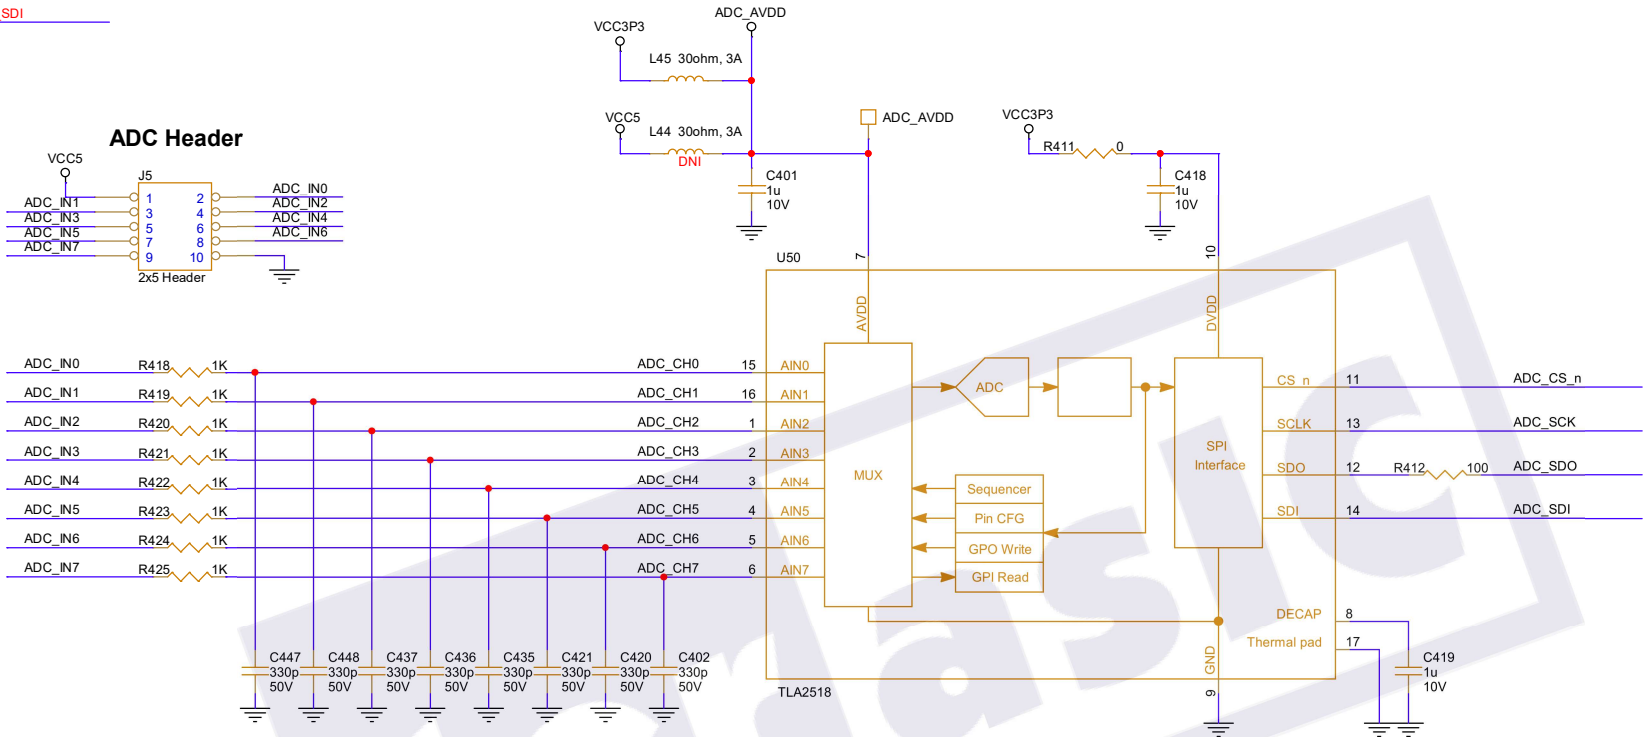 SDI
ADC_AVDD
VCC3P3
L45 30ohm, 3A
VCC5
L44 30ohm, 3A
DNI
ADC_AVDD
C401
1u
10V
VCC3P3
R411
0
C418
1u
10V
ADC Header
VCC5
J5
1
2
ADC_IN0
ADC_IN1
3
4
ADC_IN2
ADC_IN3
5
6
ADC_IN4
ADC_IN5
7
8
ADC_IN6
ADC_IN7
9
10
2x5 Header
U50
7
10
AVDD
DVDD
ADC_IN0
R418
1K
ADC_CH0
15
AIN0
ADC_IN1
R419
1K
ADC_CH1
16
AIN1
ADC_IN2
R420
1K
ADC_CH2
1
AIN2
ADC_IN3
R421
1K
ADC_CH3
2
AIN3
ADC_IN4
R422
1K
ADC_CH4
3
AIN4
ADC_IN5
R423
1K
ADC_CH5
4
AIN5
ADC_IN6
R424
1K
ADC_CH6
5
AIN6
ADC_IN7
R425
1K
ADC_CH7
6
AIN7
MUX
ADC
Sequencer
Pin CFG
GPO Write
GPI Read
SPI
Interface
CS_n
11
ADC_CS_n
SCLK
13
ADC_SCK
SDO
12
R412
100
ADC_SDO
SDI
14
ADC_SDI
DECAP
8
Thermal pad
17
GND
9
C419
1u
10V
C447
330p
50V
C448
330p
50V
C437
330p
50V
C436
330p
50V
C435
330p
50V
C421
330p
50V
C420
330p
50V
C402
330p
50V
TLA2518